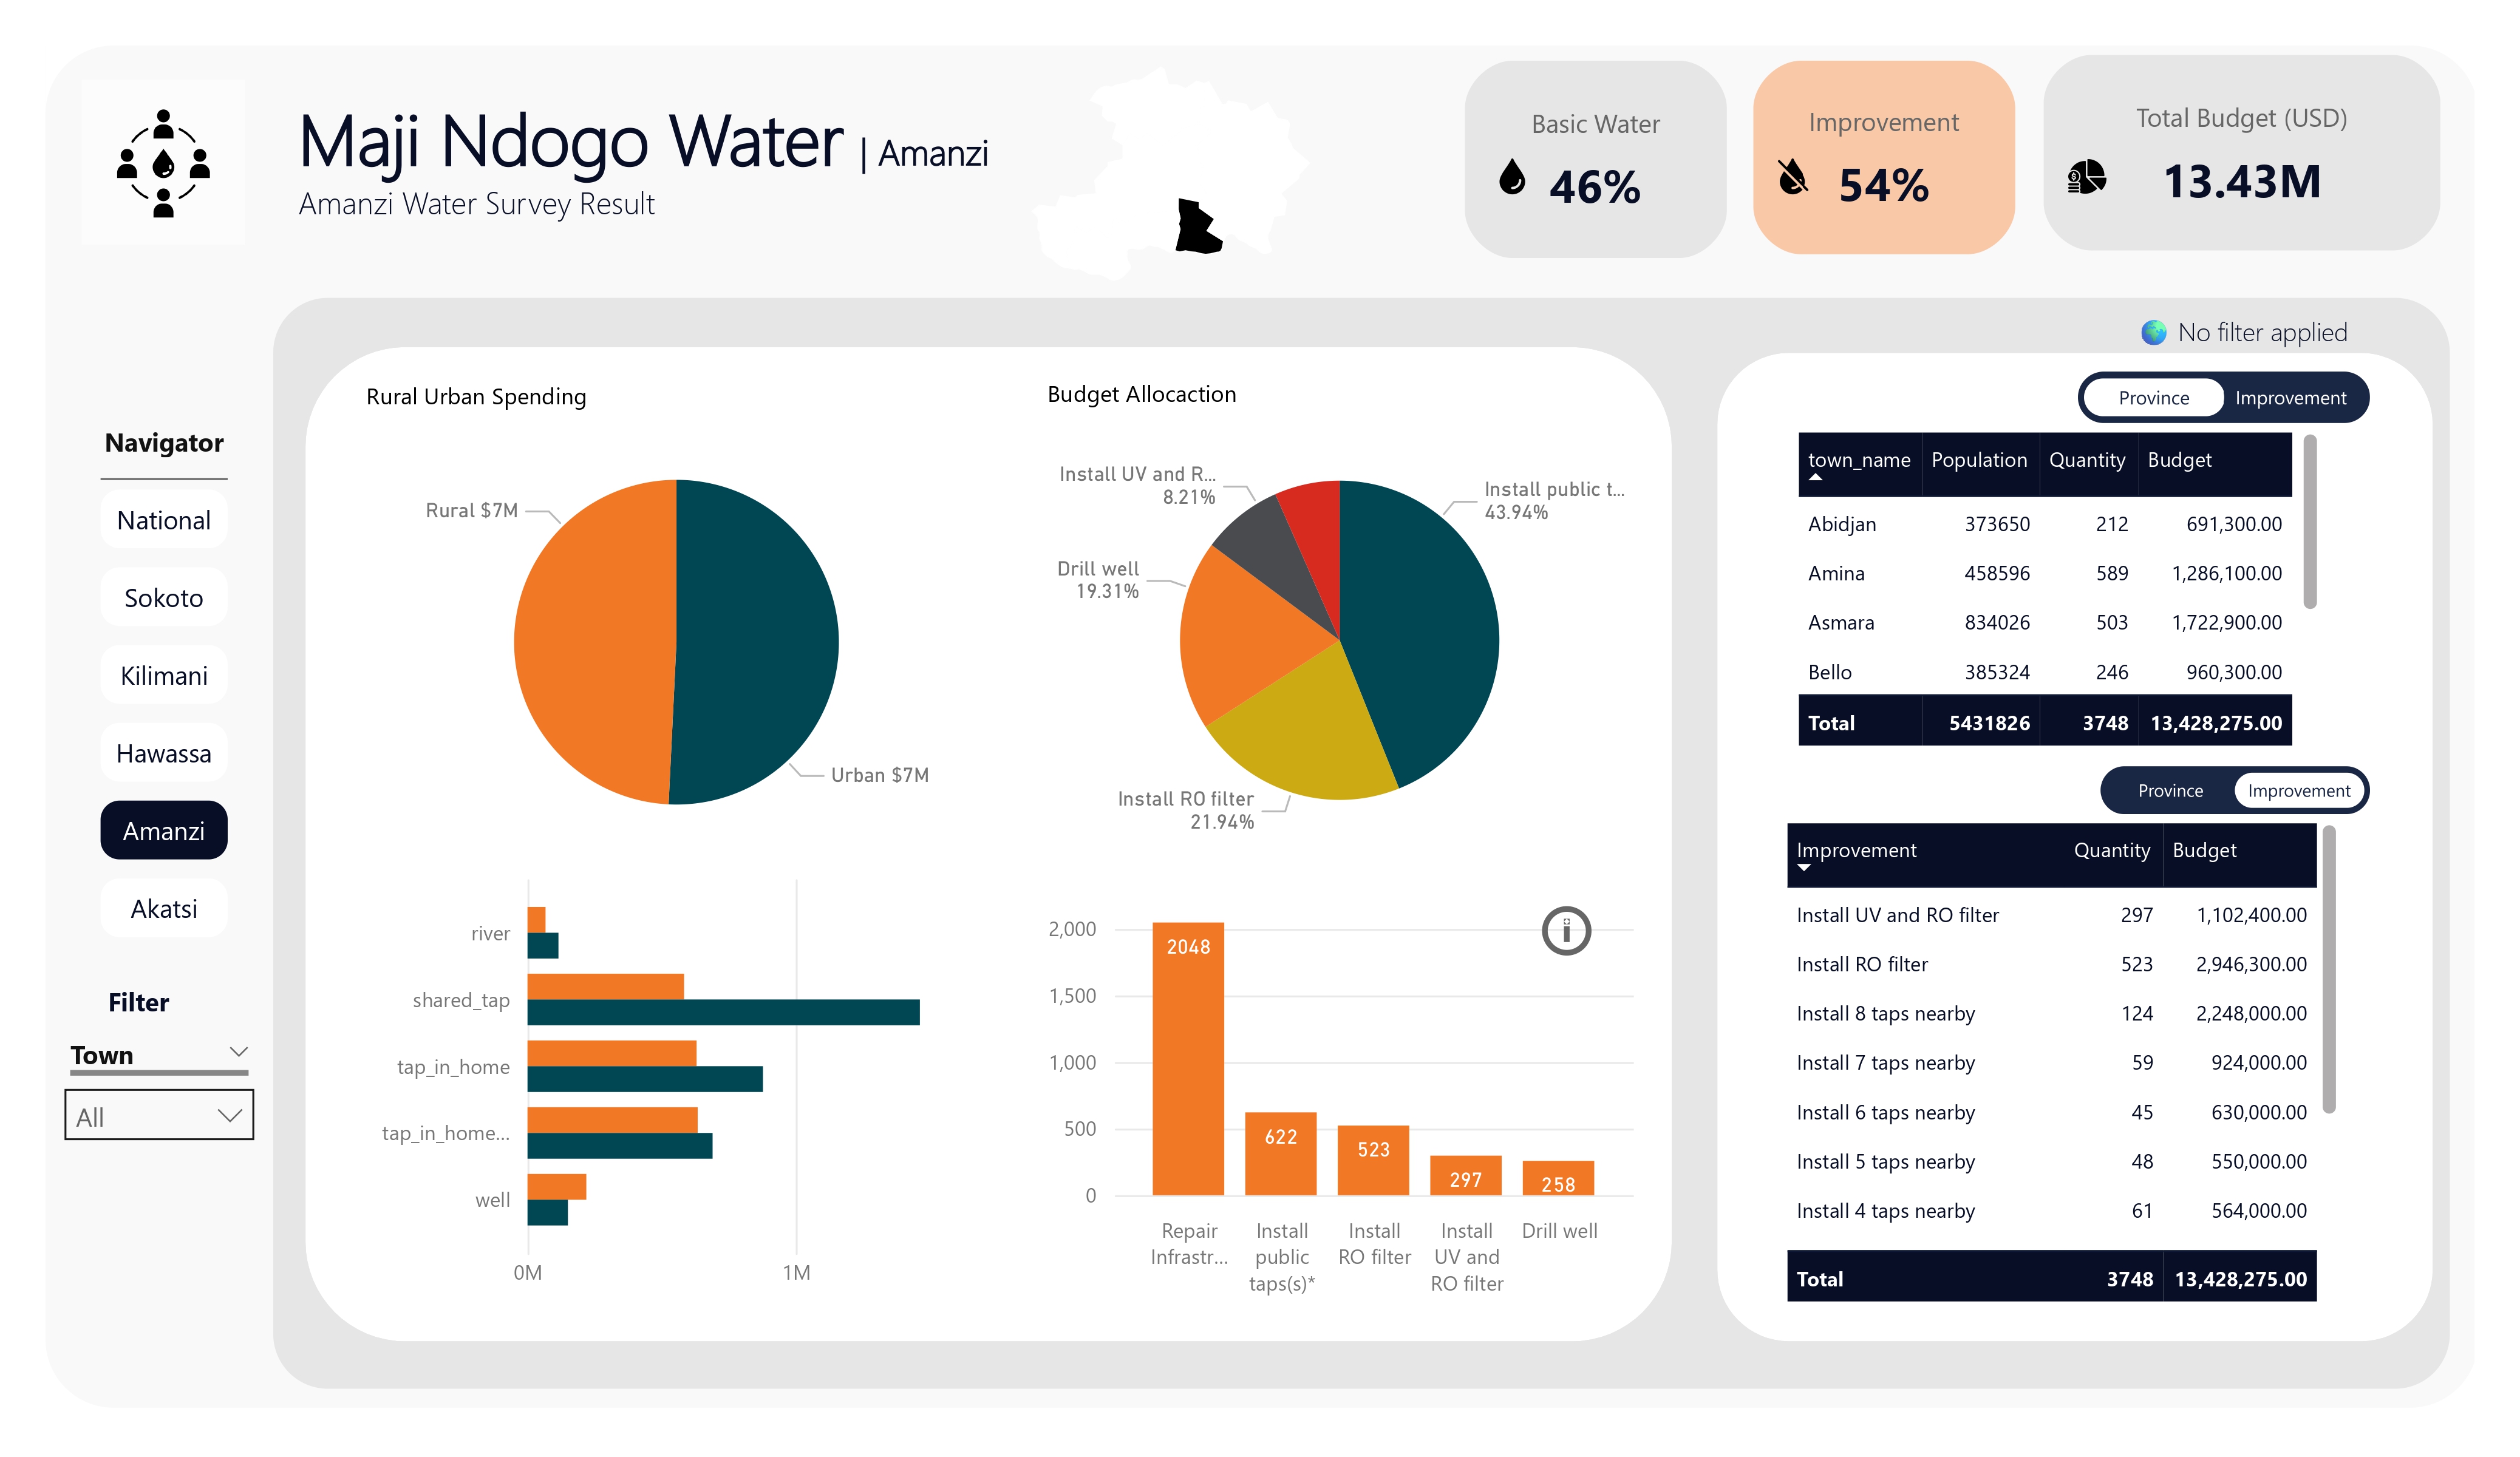 Maji Ndogo Water | Amanzi
Amanzi Water Survey Result
Basic Water
46%
Improvement
54%
Total Budget (USD)
13.43M
No filter applied
Navigator
National
Sokoto
Kilimani
Hawassa
Amanzi
Akatsi
Filter
Town
All
Rural Urban Spending
Rural $7M
Urban $7M
Budget Allocaction
Install UV and R...
8.21%
Install public t...
43.94%
Drill well
19.31%
Install RO filter
21.94%
river
shared_tap
tap_in_home
tap_in_home...
well
0M 1M
2,000
1,500
1,000
500
0
2048
622
523
297
258
Repair
Infrastr...
Install
public
taps(s)*
Install
RO filter
Install
UV and
RO filter
Drill well
Province Improvement
town_name Population Quantity Budget
Abidjan 373650 212 691,300.00
Amina 458596 589 1,286,100.00
Asmara 834026 503 1,722,900.00
Bello 385324 246 960,300.00
Total 5431826 3748 13,428,275.00
Province Improvement
Improvement Quantity Budget
Install UV and RO filter 297 1,102,400.00
Install RO filter 523 2,946,300.00
Install 8 taps nearby 124 2,248,000.00
Install 7 taps nearby 59 924,000.00
Install 6 taps nearby 45 630,000.00
Install 5 taps nearby 48 550,000.00
Install 4 taps nearby 61 564,000.00
Total 3748 13,428,275.00